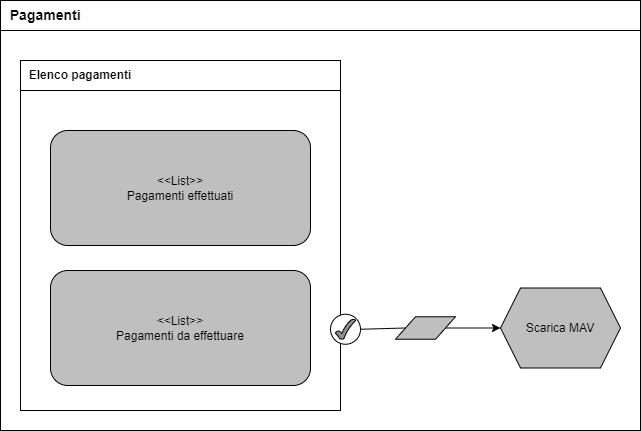 Pagamenti
Elenco pagamenti
<<List>>
Pagamenti effettuati
<<List>>
Pagamenti da effettuare
Scarica MAV